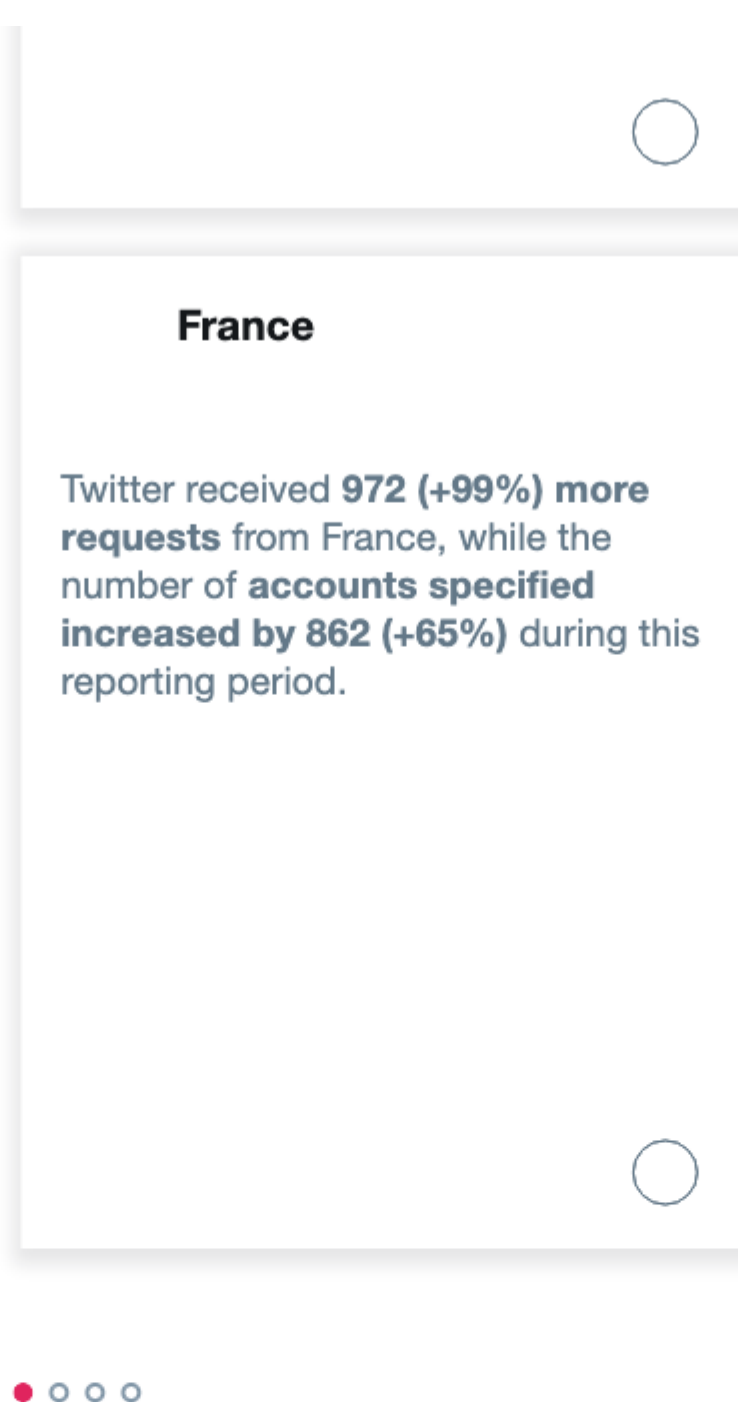 France
Twitter received 972 (+99%) more
requests from France, while the
number of accounts specified
increased by 862 (+65%) during this
reporting period.